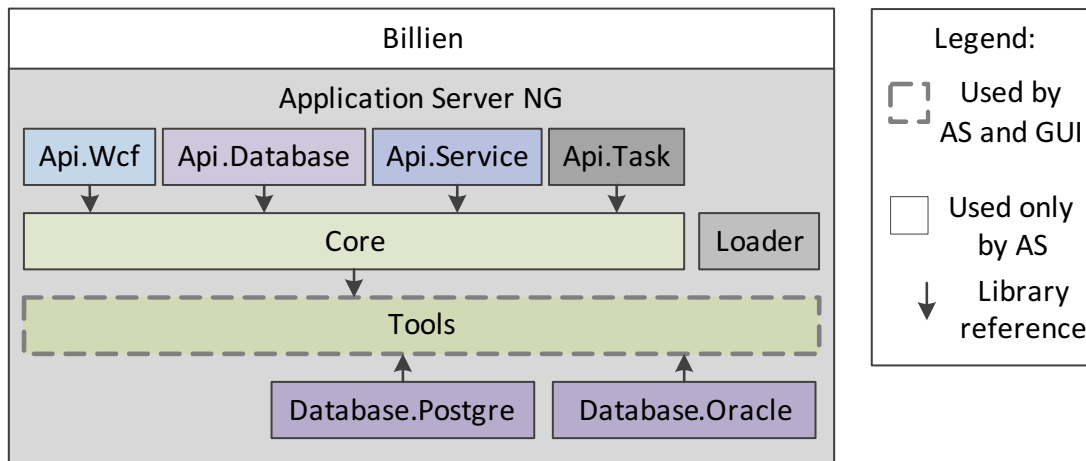 Billien
Application Server NG
Api.Wcf
Api.Database
Api.Service
Api.Task
Core
Loader
Tools
Database.Postgre
Database.Oracle
Legend:
Used by
AS and GUI
Used only
by AS
Library
reference